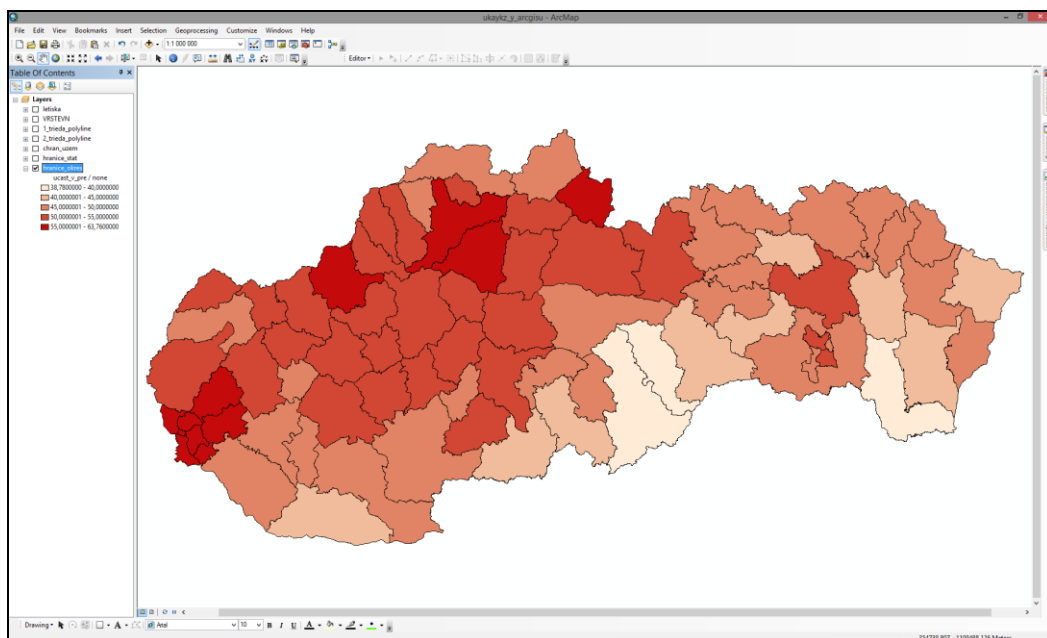 ukaykz_y_arcgisu - ArcMap
File Edit View Bookmarks Insert Selection Geoprocessing Customize Windows Help
1:1 000 000
Editor
Table Of Contents
Layers
letiska
VRSTEVN
1_trieda_polyline
2_trieda_polyline
chran_uzem
hranice_stat
hranice_okres
ucast_v_pre / none
38,7800000 - 40,0000000
40,0000001 - 45,0000000
45,0000001 - 50,0000000
50,0000001 - 55,0000000
55,0000001 - 63,7600000
Drawing
Arial
10
B I U A